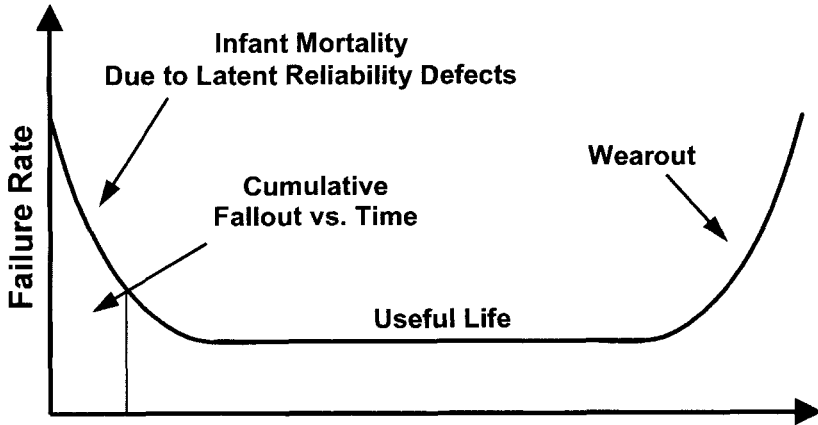 Infant Mortality
Due to Latent Reliability Defects
Failure Rate
Cumulative
Fallout vs. Time
Wearout
Useful Life